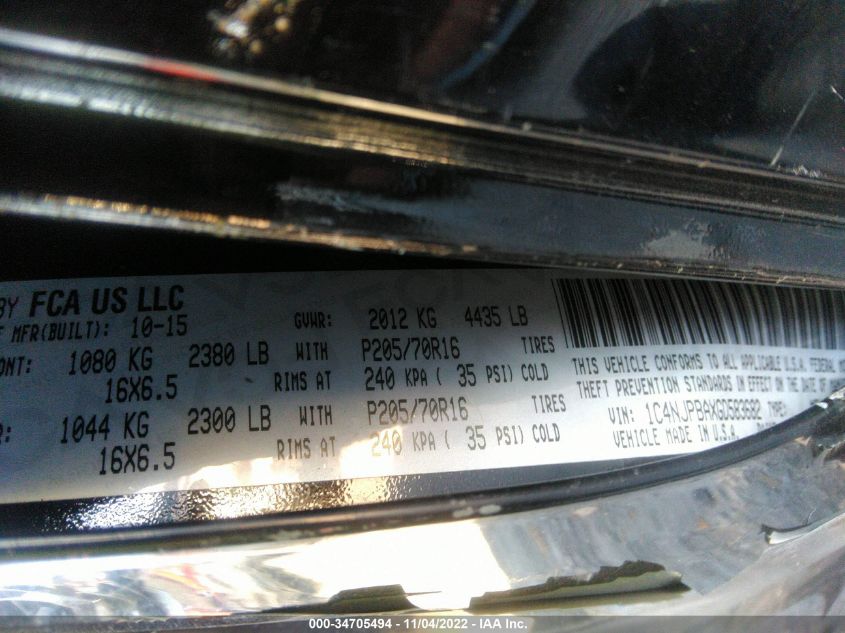 BY FCA US LLC
F MFR(BUILT): 10-15 GVWR: 2012 KG 4435 LB
ONT: 1080 KG 2380 LB WITH P205/70R16 TIRES
16X6.5 RIMS AT 240 KPA ( 35 PSI) COLD
R: 1044 KG 2300 LB WITH P205/70R16 TIRES
16X6.5 RIMS AT 240 KPA ( 35 PSI) COLD
THIS VEHICLE CONFORMS TO ALL APPLICABLE U.S.A. FEDERAL
THEFT PREVENTION STANDARDS IN EFFECT ON THE DATE OF
VIN: 1C4NJPBAXGD583682 TYPE:
VEHICLE MADE IN U.S.A.
000-34705494 - 11/04/2022 - IAA Inc.